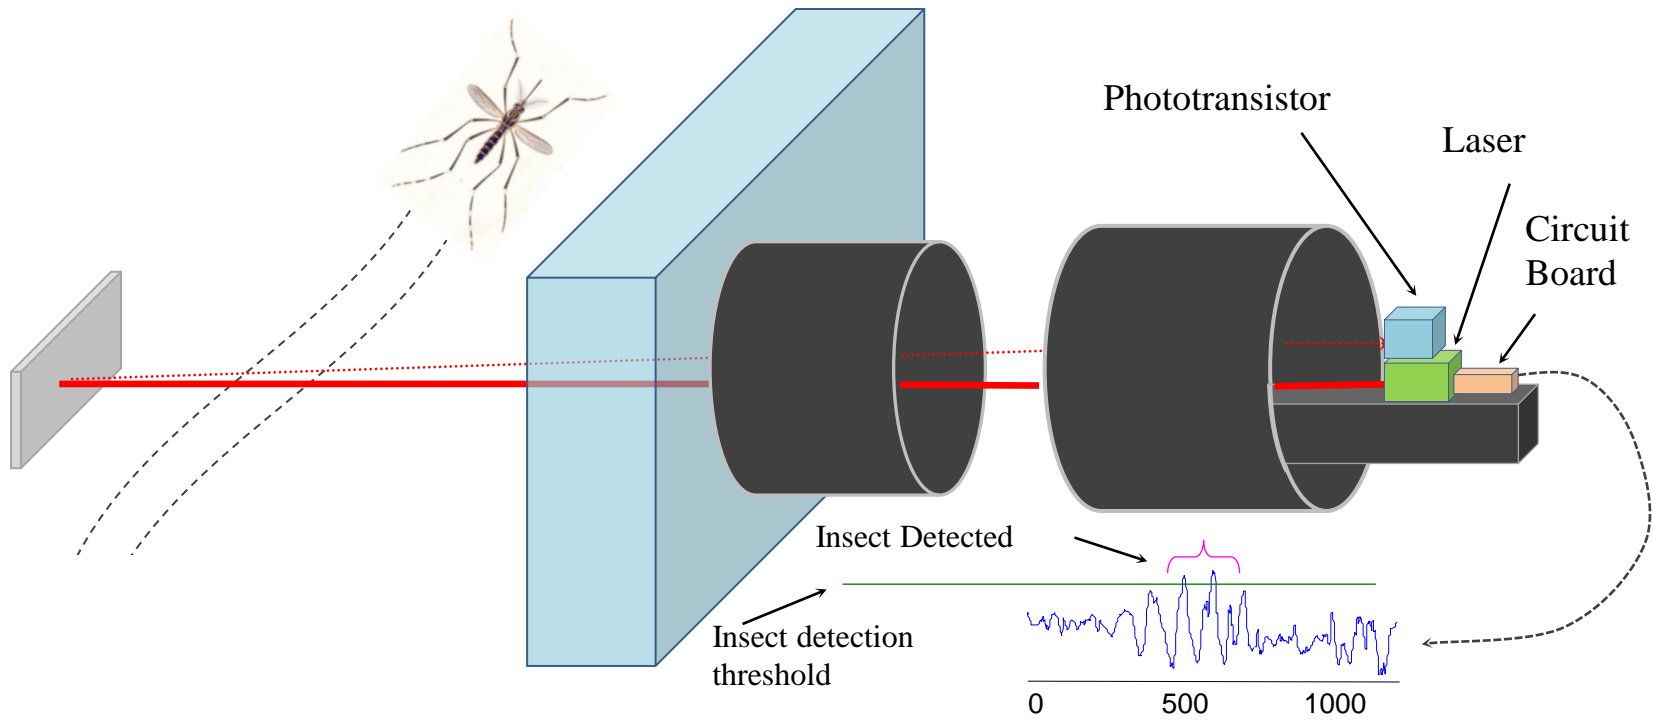 Phototransistor
Laser
Circuit
Board
Insect Detected
Insect detection
threshold
0 500 1000